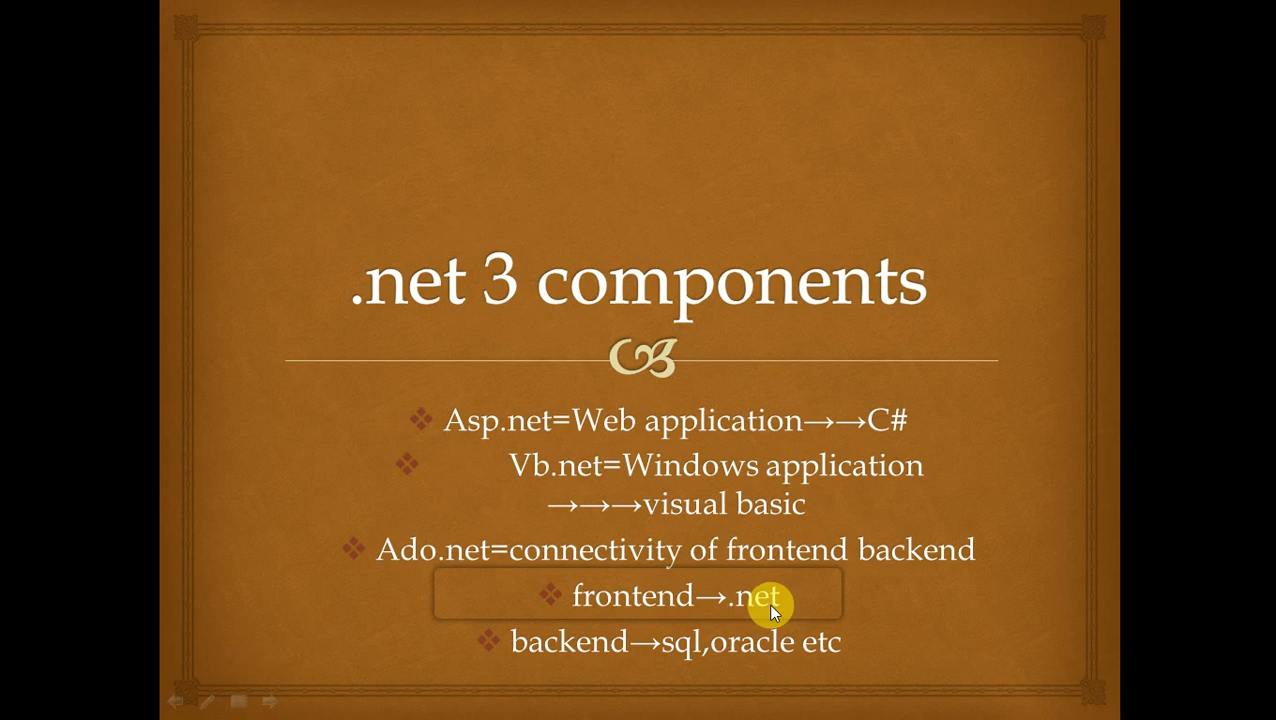 .net 3 components
Asp.net=Web application→→C#
Vb.net=Windows application
→→→visual basic
Ado.net=connectivity of frontend backend
frontend→.net
backend→sql,oracle etc